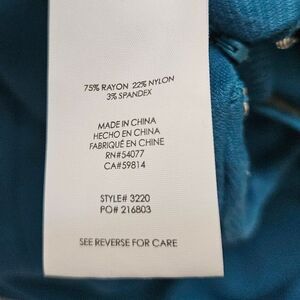 75% RAYON 22% NYLON
3% SPANDEX
MADE IN CHINA
HECHO EN CHINA
FABRIQUÉ EN CHINE
RN#54077
CA#59814
STYLE# 3220
PO# 216803
SEE REVERSE FOR CARE